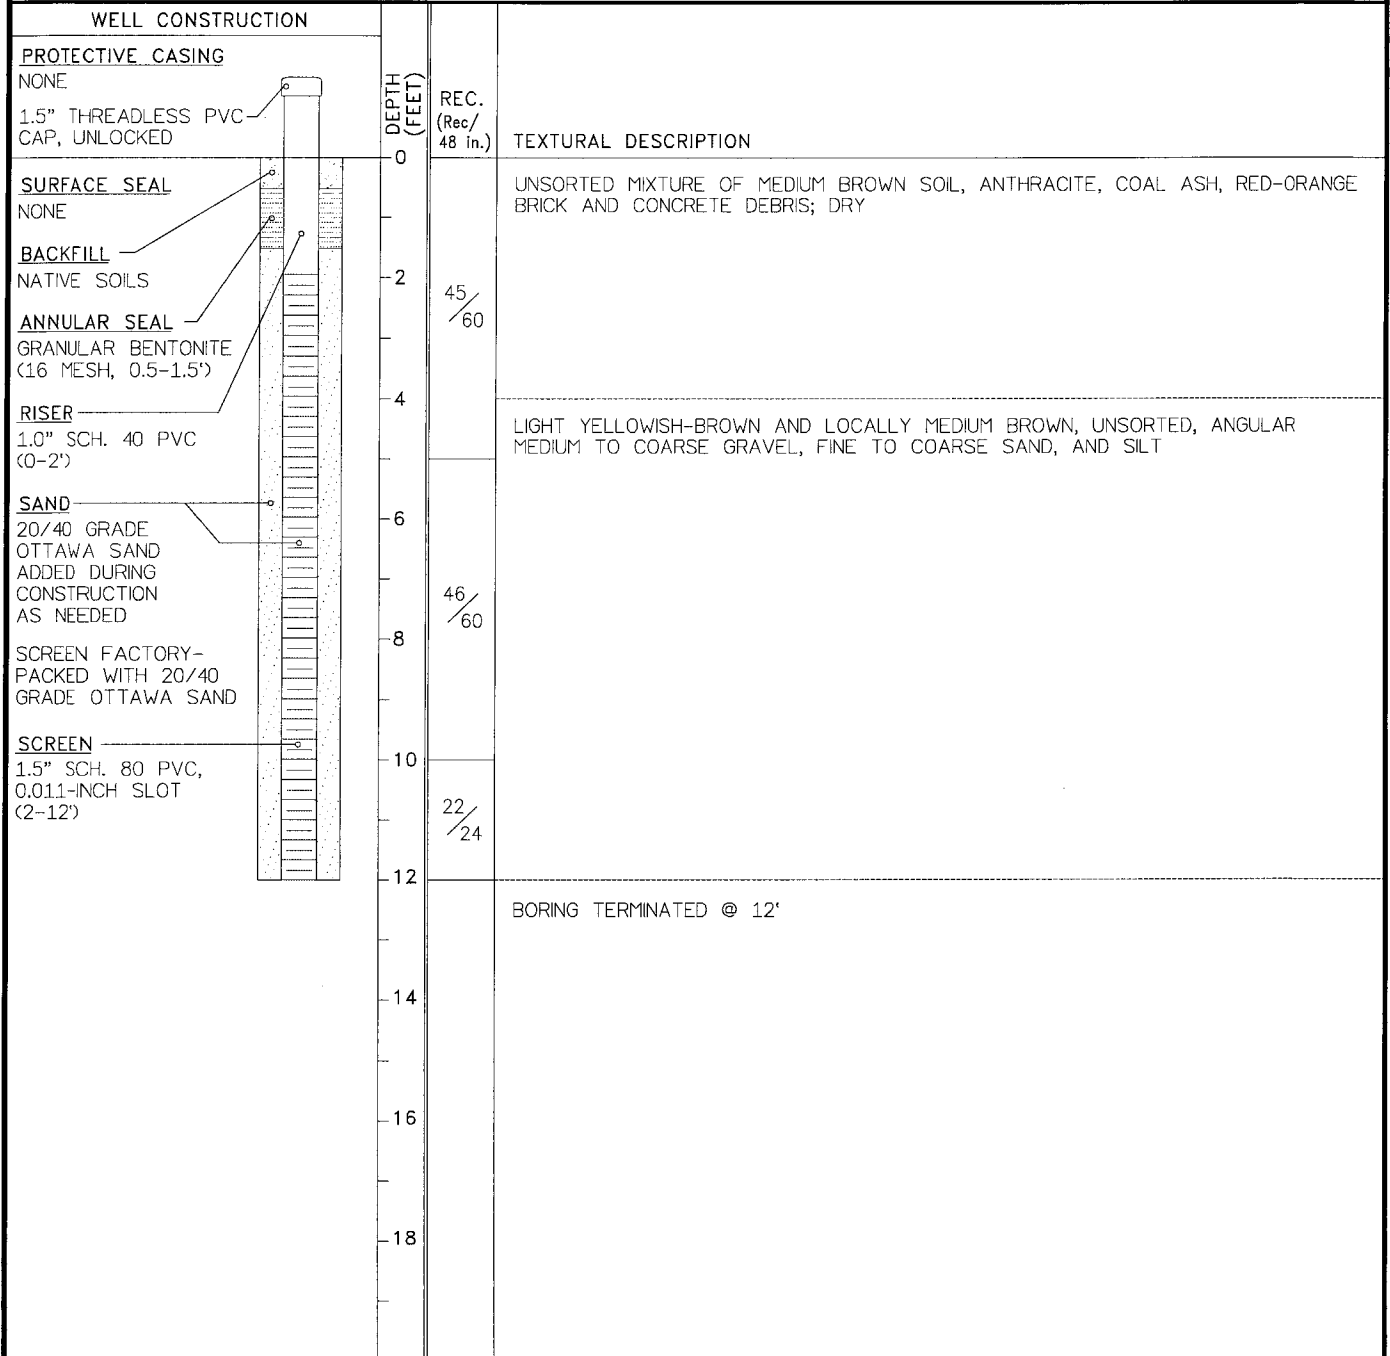 WELL CONSTRUCTION
PROTECTIVE CASING
NONE
1.5" THREADLESS PVC
CAP, UNLOCKED
SURFACE SEAL
NONE
BACKFILL
NATIVE SOILS
ANNULAR SEAL
GRANULAR BENTONITE
(16 MESH, 0.5-1.5')
RISER
1.0" SCH. 40 PVC
(0-2')
SAND
20/40 GRADE
OTTAWA SAND
ADDED DURING
CONSTRUCTION
AS NEEDED
SCREEN FACTORY-
PACKED WITH 20/40
GRADE OTTAWA SAND
SCREEN
1.5" SCH. 80 PVC,
0.011-INCH SLOT
(2-12')
DEPTH
(FEET)
0
2
4
6
8
10
12
14
16
18
REC.
(Rec/
48 in.)
45/60
46/60
22/24
TEXTURAL DESCRIPTION
UNSORTED MIXTURE OF MEDIUM BROWN SOIL, ANTHRACITE, COAL ASH, RED-ORANGE
BRICK AND CONCRETE DEBRIS; DRY
LIGHT YELLOWISH-BROWN AND LOCALLY MEDIUM BROWN, UNSORTED, ANGULAR
MEDIUM TO COARSE GRAVEL, FINE TO COARSE SAND, AND SILT
BORING TERMINATED @ 12'